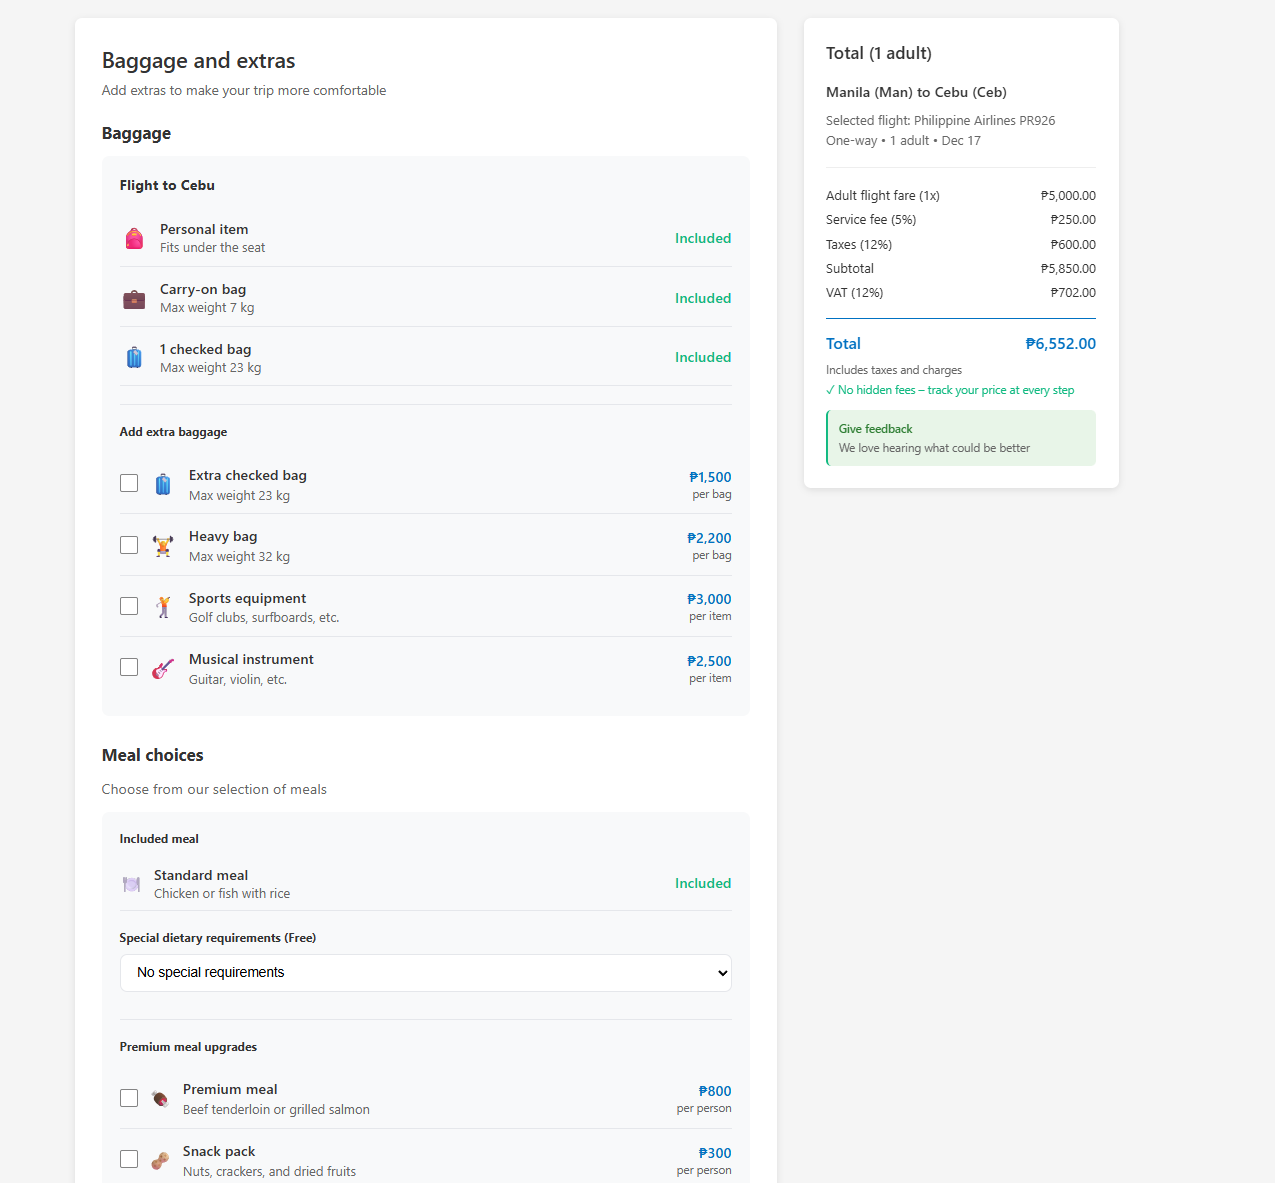 Baggage and extras
Add extras to make your trip more comfortable
Baggage
Flight to Cebu
Personal item
Fits under the seat
Included
Carry-on bag
Max weight 7 kg
Included
1 checked bag
Max weight 23 kg
Included
Add extra baggage
Extra checked bag
Max weight 23 kg
₱1,500
per bag
Heavy bag
Max weight 32 kg
₱2,200
per bag
Sports equipment
Golf clubs, surfboards, etc.
₱3,000
per item
Musical instrument
Guitar, violin, etc.
₱2,500
per item
Meal choices
Choose from our selection of meals
Included meal
Standard meal
Chicken or fish with rice
Included
Special dietary requirements (Free)
No special requirements
Premium meal upgrades
Premium meal
Beef tenderloin or grilled salmon
₱800
per person
Snack pack
Nuts, crackers, and dried fruits
₱300
per person
Total (1 adult)
Manila (Man) to Cebu (Ceb)
Selected flight: Philippine Airlines PR926
One-way • 1 adult • Dec 17
Adult flight fare (1x) ₱5,000.00
Service fee (5%) ₱250.00
Taxes (12%) ₱600.00
Subtotal ₱5,850.00
VAT (12%) ₱702.00
Total ₱6,552.00
Includes taxes and charges
✓ No hidden fees – track your price at every step
Give feedback
We love hearing what could be better